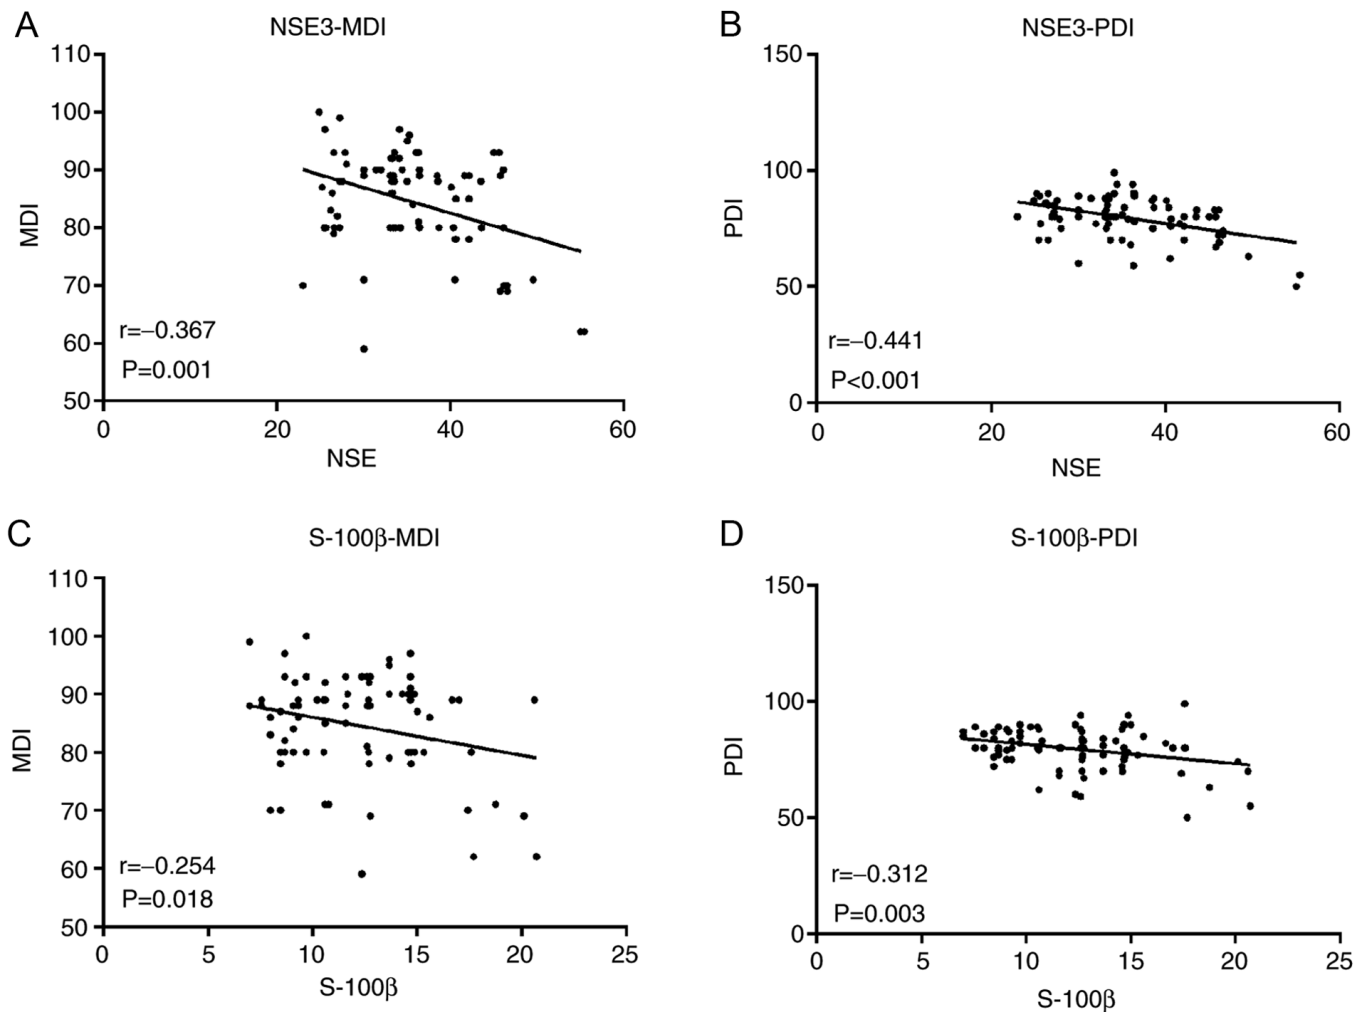 A
NSE3-MDI
110
100
90
80
70
60
50
MDI
r=−0.367
P=0.001
0
20
40
60
NSE
B
NSE3-PDI
150
100
50
0
PDI
r=−0.441
P<0.001
0
20
40
60
NSE
C
S-100β-MDI
110
100
90
80
70
60
50
MDI
r=−0.254
P=0.018
0
5
10
15
20
25
S-100β
D
S-100β-PDI
150
100
50
0
PDI
r=−0.312
P=0.003
0
5
10
15
20
25
S-100β